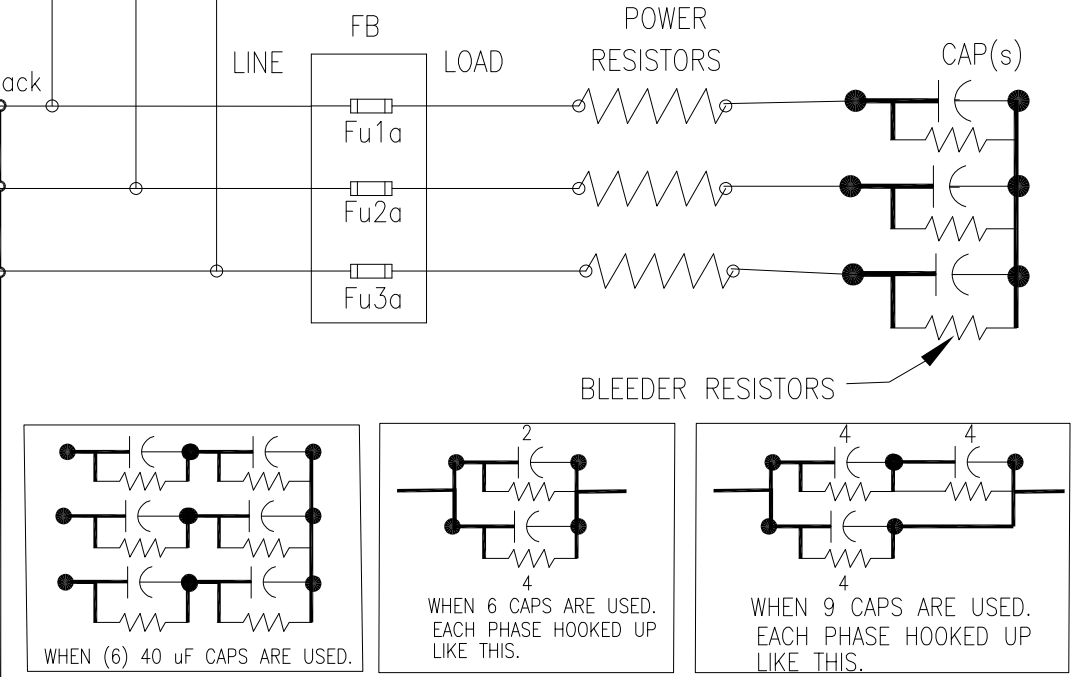 POWER
FB
RESISTORS
LINE
LOAD
CAP(s)
ack
Fu1a
Fu2a
Fu3a
BLEEDER RESISTORS
WHEN (6) 40 uF CAPS ARE USED.
2
4
WHEN 6 CAPS ARE USED.
EACH PHASE HOOKED UP
LIKE THIS.
4 4
4
WHEN 9 CAPS ARE USED.
EACH PHASE HOOKED UP
LIKE THIS.